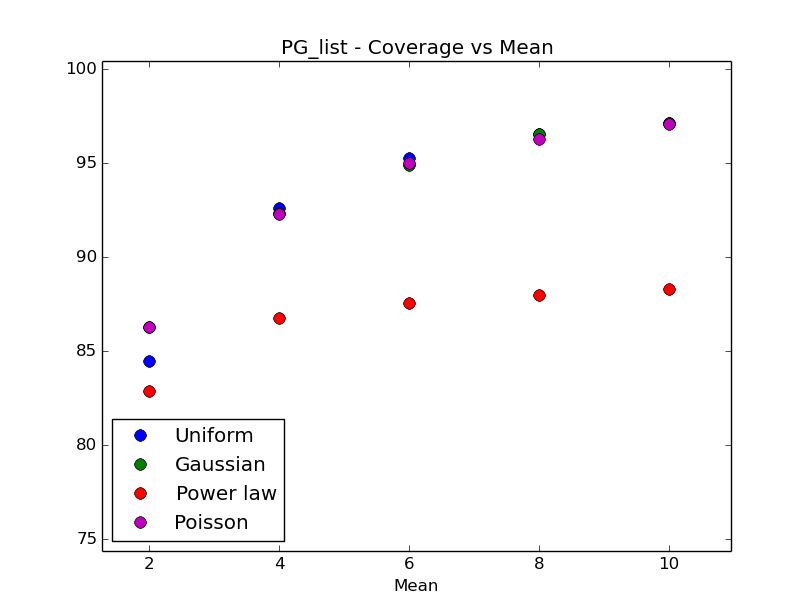 PG_list - Coverage vs Mean
100
95
90
85
80
75
Uniform
Gaussian
Power law
Poisson
2 4 6 8 10
Mean